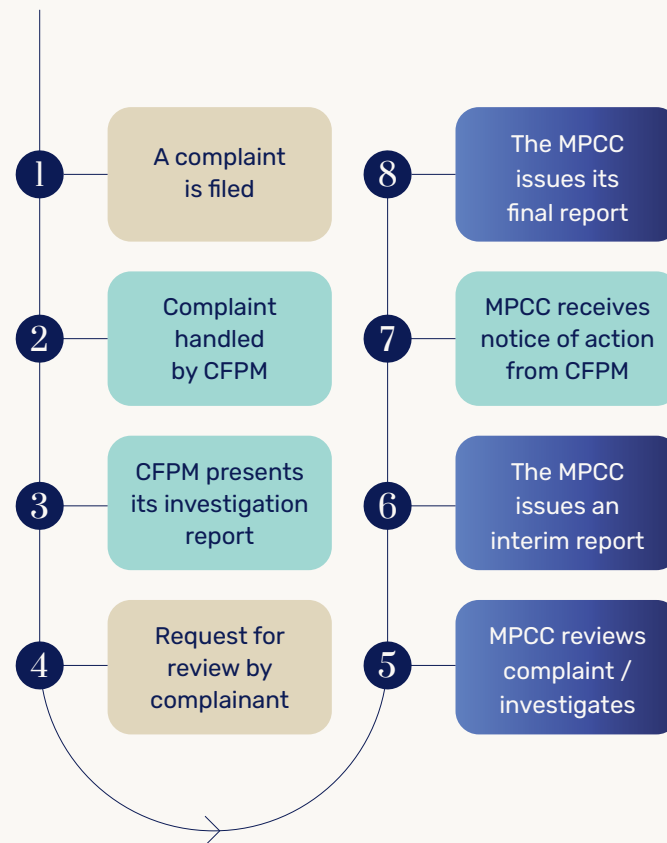 1
A complaint
is filed
2
Complaint
handled
by CFPM
3
CFPM presents
its investigation
report
4
Request for
review by
complainant
5
MPCC reviews
complaint /
investigates
6
The MPCC
issues an
interim report
7
MPCC receives
notice of action
from CFPM
8
The MPCC
issues its
final report